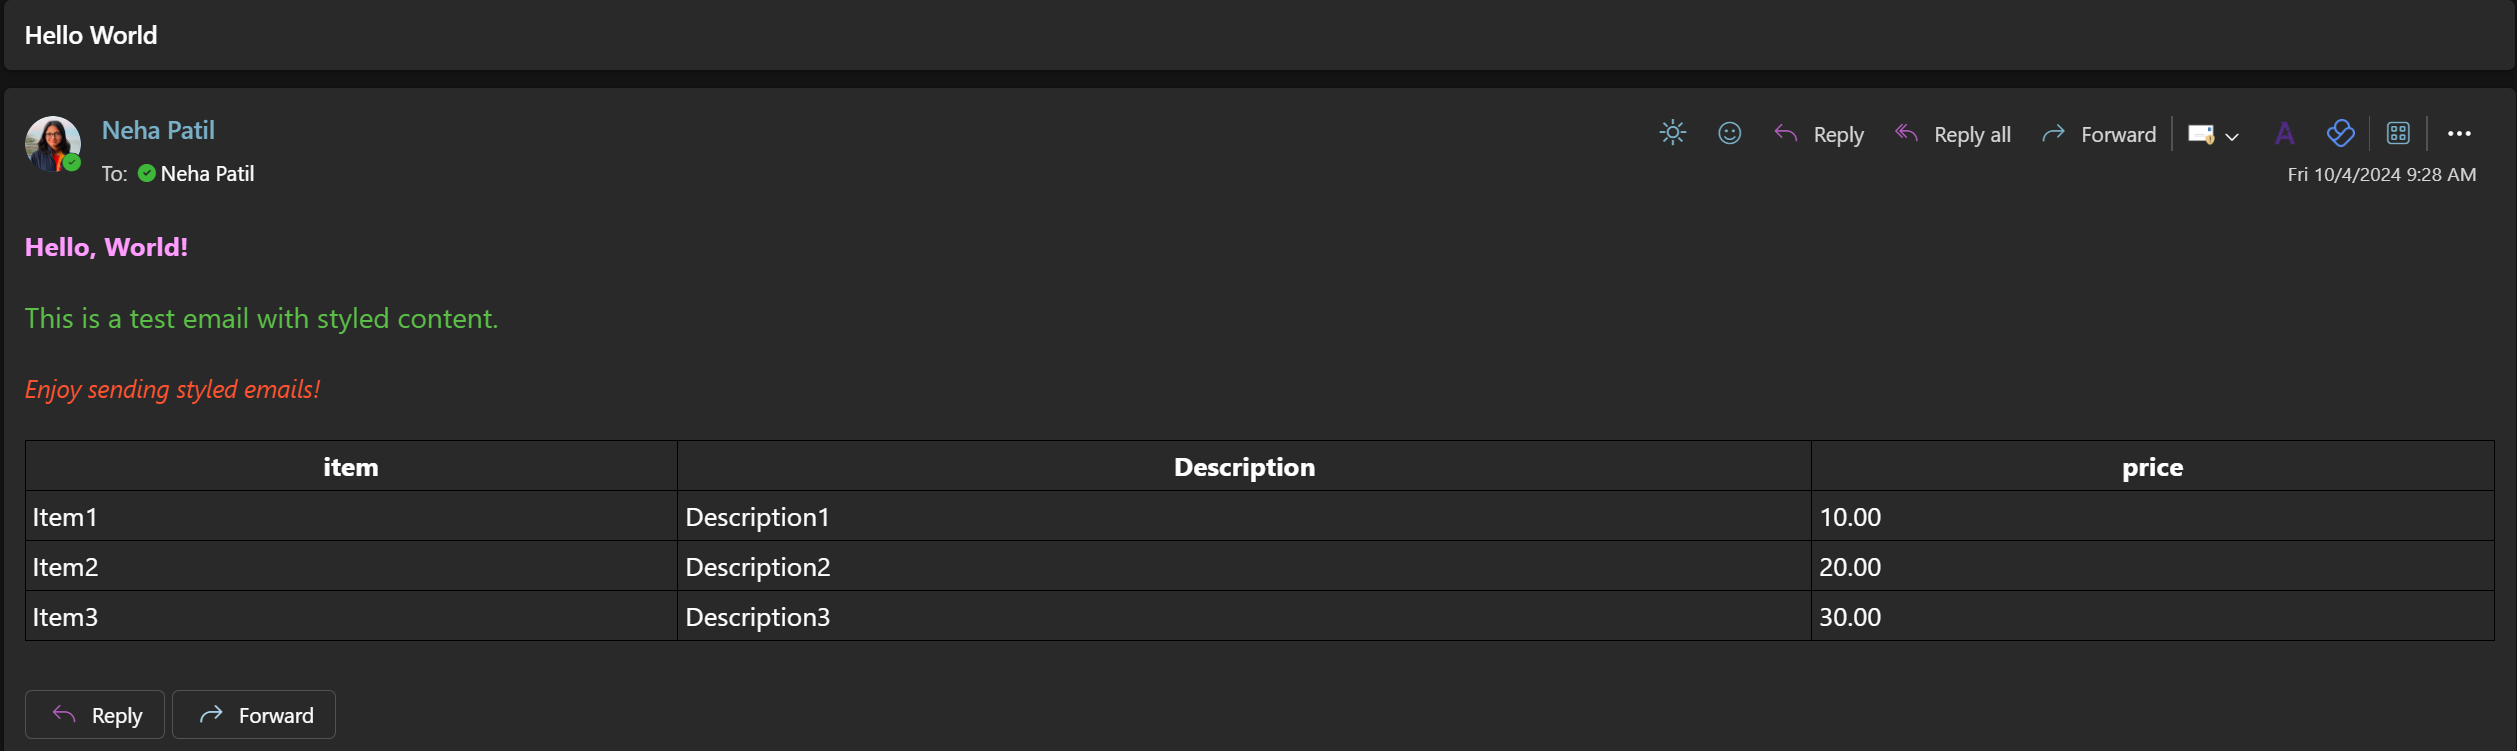 Hello World
Neha Patil
Reply Reply all Forward
To: Neha Patil
Fri 10/4/2024 9:28 AM
Hello, World!
This is a test email with styled content.
Enjoy sending styled emails!
item Description price
Item1 Description1 10.00
Item2 Description2 20.00
Item3 Description3 30.00
Reply Forward